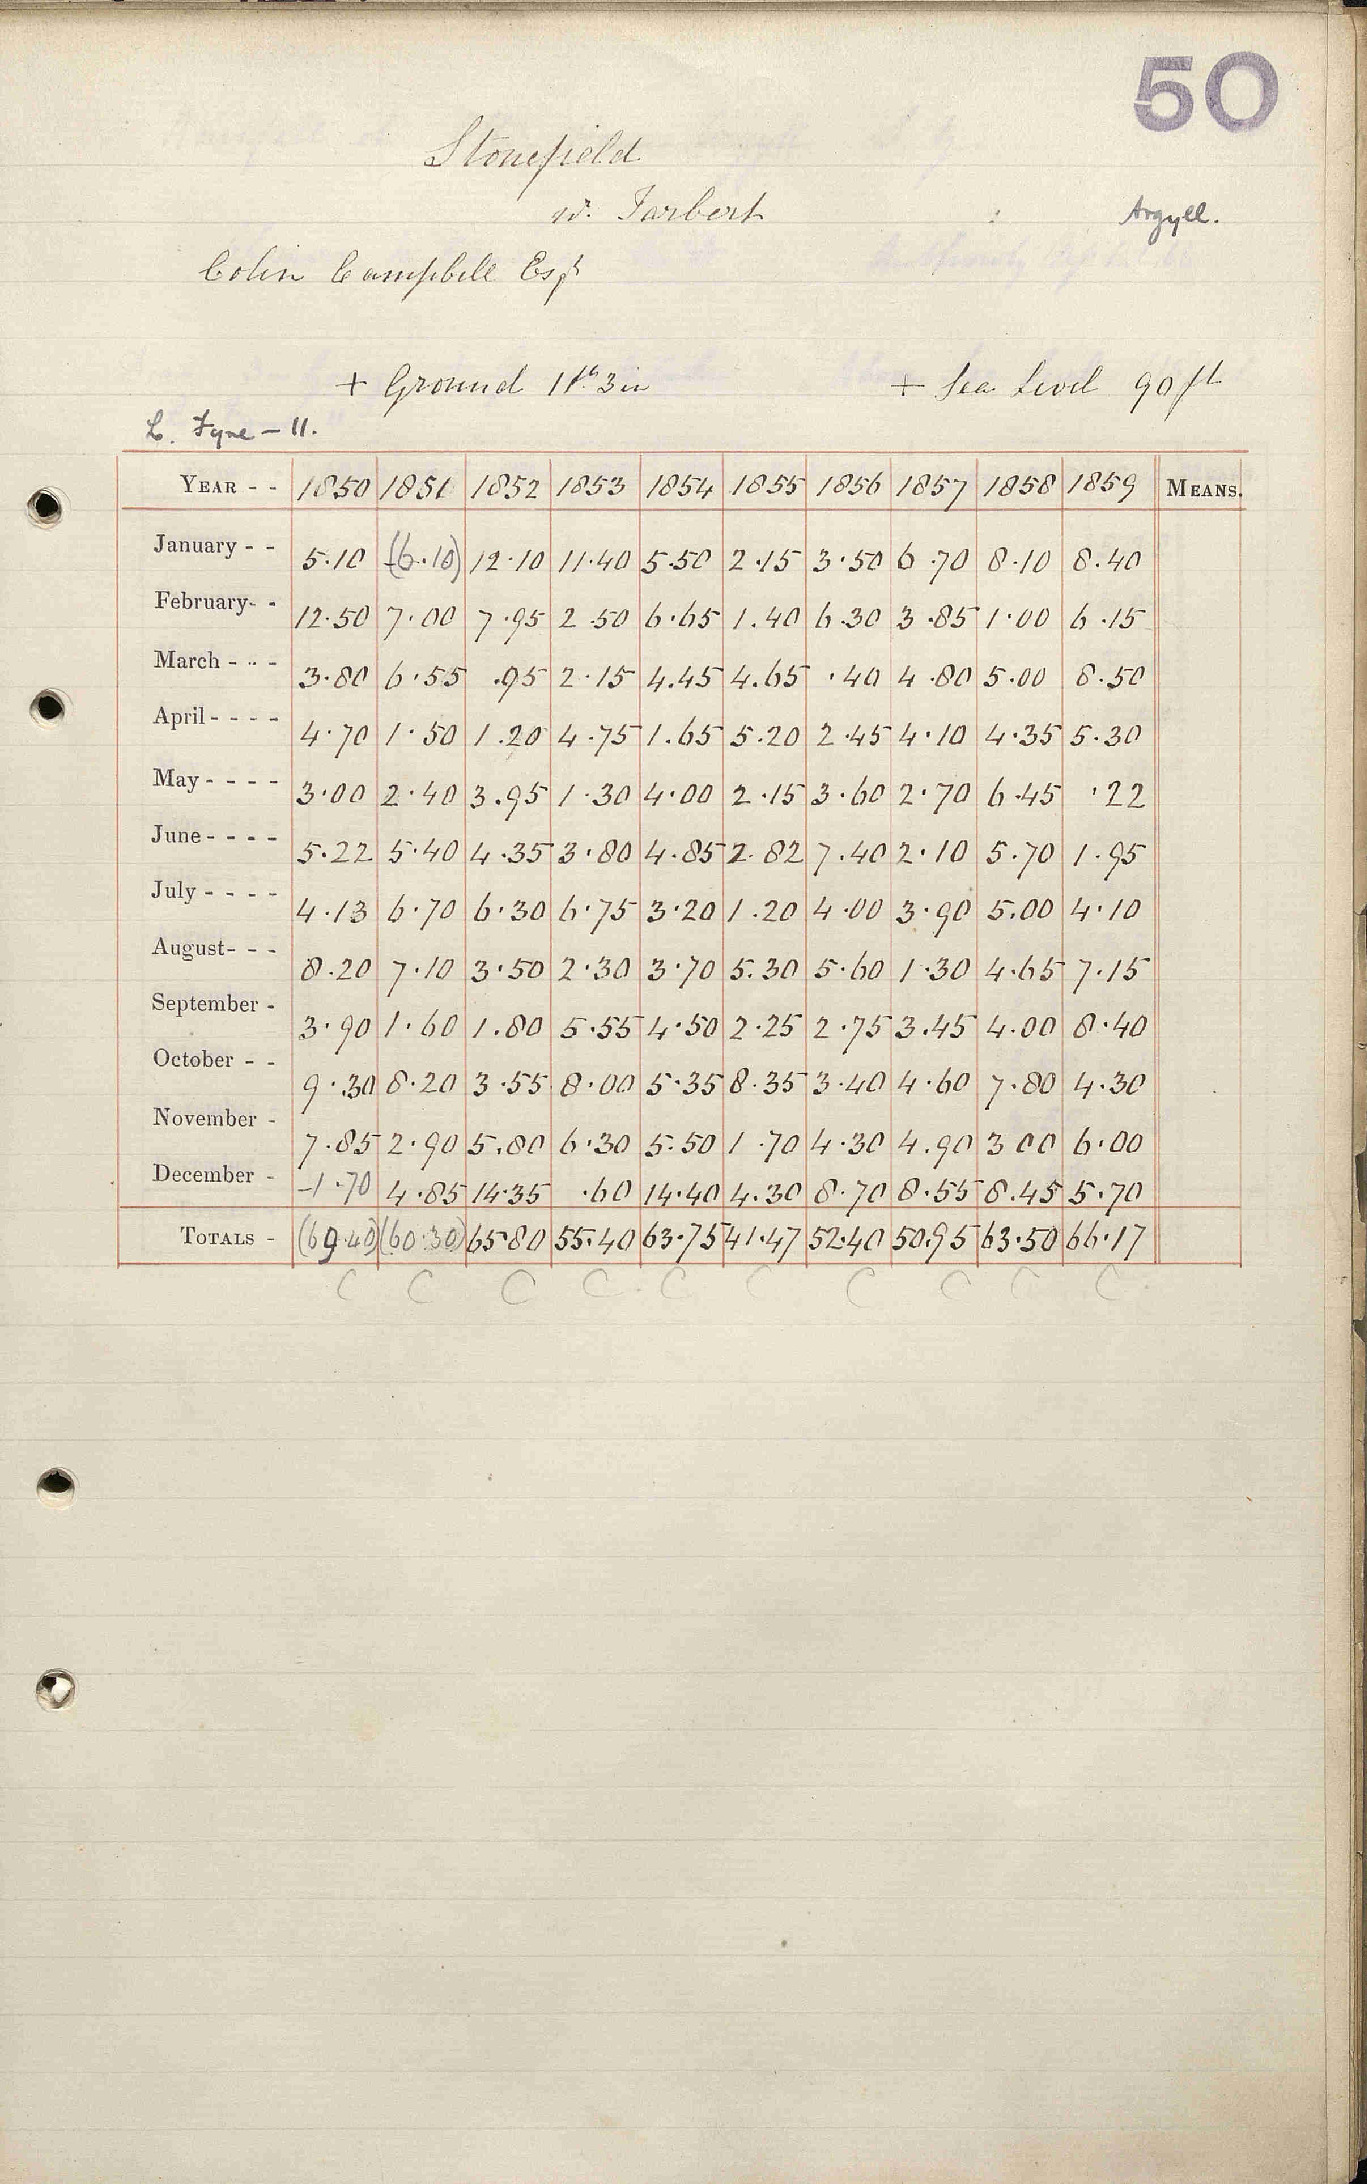 50
Stonefield
nr. Tarbert
Argyll.
Colin Campbell Esqr
+ Ground 1 ft 3 in + Sea Level 90 ft
L. Fyne - 11.
YEAR - - 1850 1851 1852 1853 1854 1855 1856 1857 1858 1859 MEANS.
January - - 5.10 (6.10) 12.10 11.40 5.50 2.15 3.50 6.70 8.10 8.40
February- - 12.50 7.00 7.95 2.50 6.65 1.40 6.30 3.85 1.00 6.15
March - - - 3.80 6.55 .95 2.15 4.45 4.65 .40 4.80 5.00 8.50
April - - - - 4.70 1.50 1.20 4.75 1.65 5.20 2.45 4.10 4.35 5.30
May - - - - 3.00 2.40 3.95 1.30 4.00 2.15 3.60 2.70 6.45 .22
June - - - - 5.22 5.40 4.35 3.80 4.85 2.82 7.40 2.10 5.70 1.95
July - - - - 4.13 6.70 6.30 6.75 3.20 1.20 4.00 3.90 5.00 4.10
August- - - 8.20 7.10 3.50 2.30 3.70 5.30 5.60 1.30 4.65 7.15
September - 3.90 1.60 1.80 5.55 4.50 2.25 2.75 3.45 4.00 8.40
October - - 9.30 8.20 3.55 8.00 5.35 8.35 3.40 4.60 7.80 4.30
November - 7.85 2.90 5.80 6.30 5.50 1.70 4.30 4.90 3.00 6.00
December - 1.70 4.85 14.35 .60 14.40 4.30 8.70 8.55 8.45 5.70
TOTALS - (69.40) (60.30) 65.80 55.40 63.75 41.47 52.40 50.95 63.50 66.17
C C C C C C C C C C